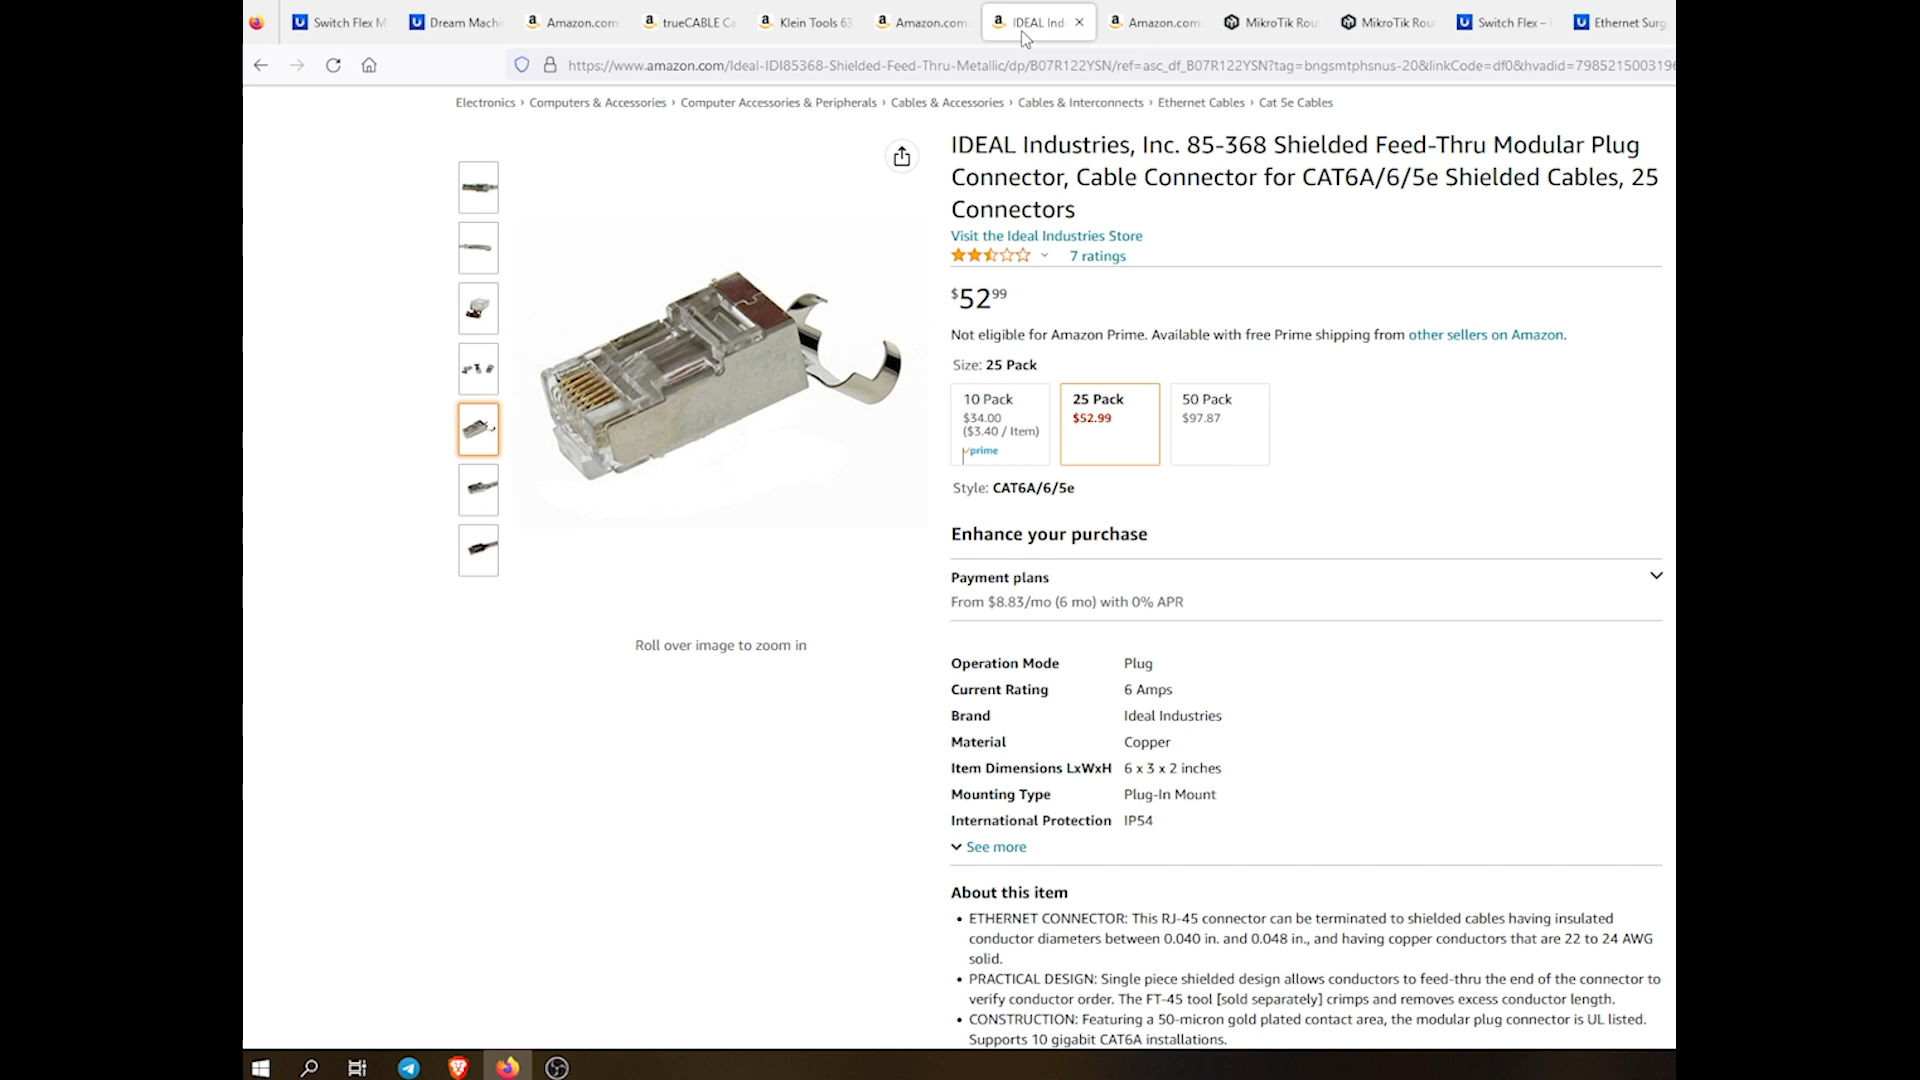 Switch Flex M
Dream Machi
Amazon.com
trueCABLE Ca
Klein Tools 63
Amazon.com
IDEAL Ind
Amazon.com
MikroTik Rou
MikroTik Rou
Switch Flex –
Ethernet Surg
https://www.amazon.com/Ideal-IDI85368-Shielded-Feed-Thru-Metallic/dp/B07R122YSN/ref=asc_df_B07R122YSN?tag=bngsmtphsnus-20&linkCode=df0&hvadid=7985215003196
Electronics › Computers & Accessories › Computer Accessories & Peripherals › Cables & Accessories › Cables & Interconnects › Ethernet Cables › Cat 5e Cables
IDEAL Industries, Inc. 85-368 Shielded Feed-Thru Modular Plug
Connector, Cable Connector for CAT6A/6/5e Shielded Cables, 25
Connectors
Visit the Ideal Industries Store
7 ratings
$52 99
Not eligible for Amazon Prime. Available with free Prime shipping from other sellers on Amazon.
Size: 25 Pack
10 Pack
$34.00
($3.40 / Item)
prime
25 Pack
$52.99
50 Pack
$97.87
Style: CAT6A/6/5e
Enhance your purchase
Payment plans
From $8.83/mo (6 mo) with 0% APR
Roll over image to zoom in
Operation Mode Plug
Current Rating 6 Amps
Brand Ideal Industries
Material Copper
Item Dimensions LxWxH 6 x 3 x 2 inches
Mounting Type Plug-In Mount
International Protection IP54
See more
About this item
• ETHERNET CONNECTOR: This RJ-45 connector can be terminated to shielded cables having insulated
conductor diameters between 0.040 in. and 0.048 in., and having copper conductors that are 22 to 24 AWG
solid.
• PRACTICAL DESIGN: Single piece shielded design allows conductors to feed-thru the end of the connector to
verify conductor order. The FT-45 tool [sold separately] crimps and removes excess conductor length.
• CONSTRUCTION: Featuring a 50-micron gold plated contact area, the modular plug connector is UL listed.
Supports 10 gigabit CAT6A installations.